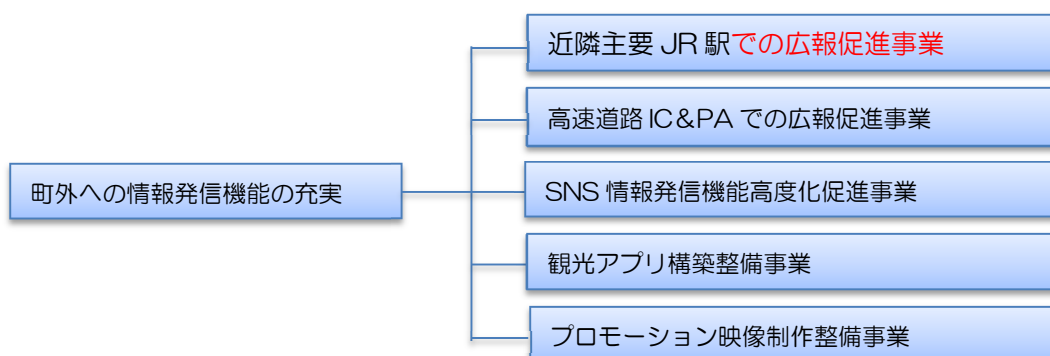 近隣主要 JR 駅での広報促進事業
高速道路 IC&PA での広報促進事業
町外への情報発信機能の充実
SNS 情報発信機能高度化促進事業
観光アプリ構築整備事業
プロモーション映像制作整備事業